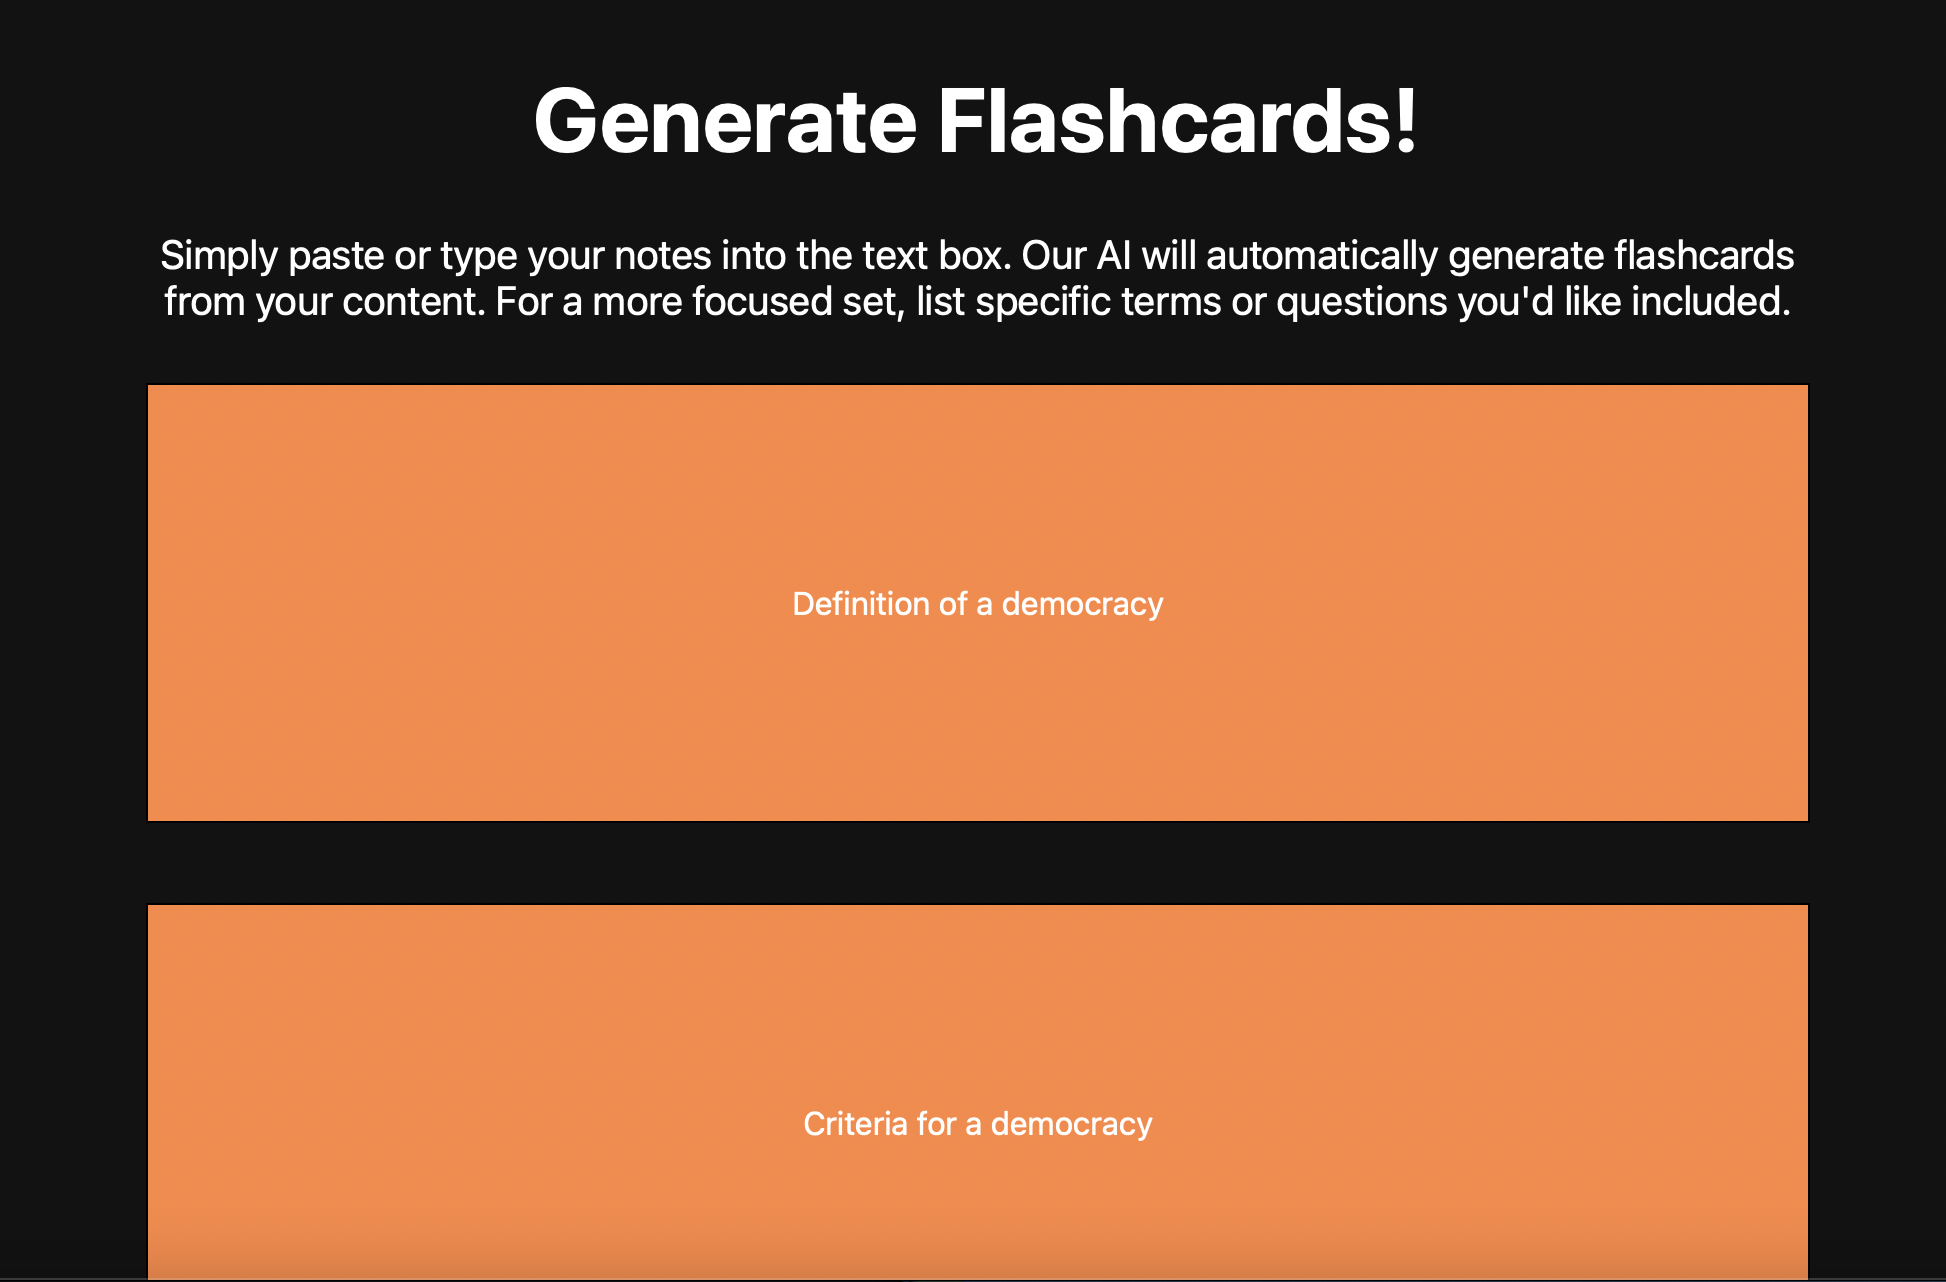 Generate Flashcards!
Simply paste or type your notes into the text box. Our AI will automatically generate flashcards
from your content. For a more focused set, list specific terms or questions you'd like included.
Definition of a democracy
Criteria for a democracy